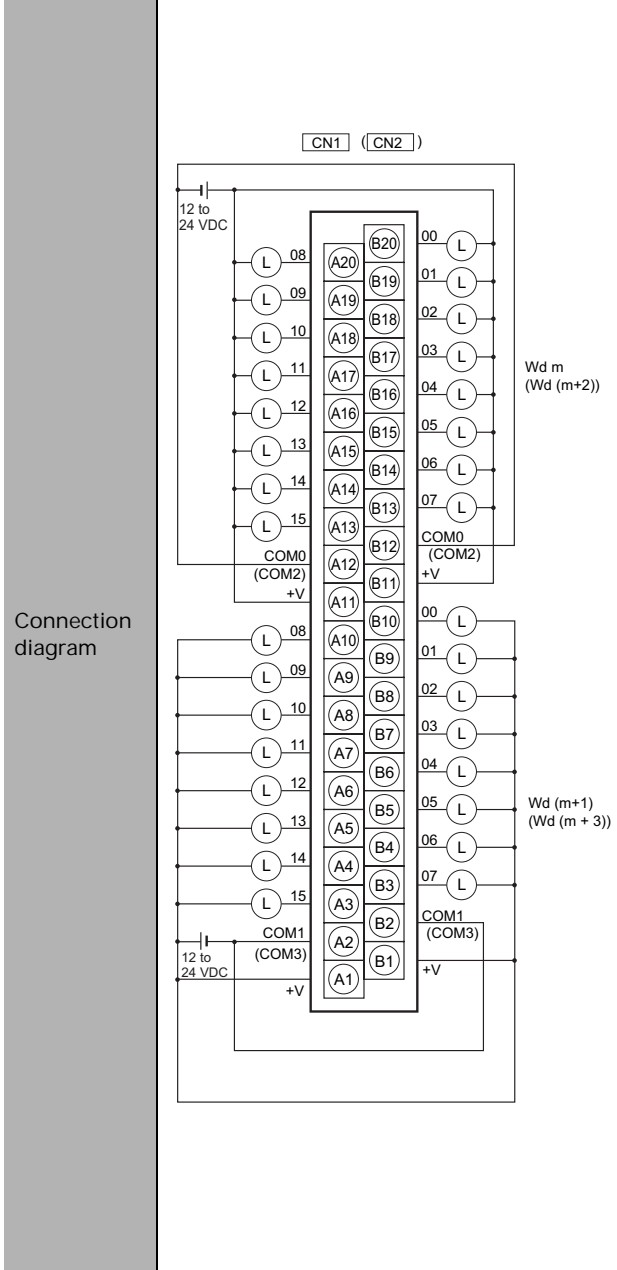 Connection
diagram
CN1 (CN2)
12 to
24 VDC
L 08 A20 B20 00 L
L 09 A19 B19 01 L
L 10 A18 B18 02 L
L 11 A17 B17 03 L
L 12 A16 B16 04 L
L 13 A15 B15 05 L
L 14 A14 B14 06 L
L 15 A13 B13 07 L
COM0 A12 B12 COM0
(COM2) (COM2)
+V A11 B11 +V
Wd m
(Wd (m+2))
L 08 A10 B10 00 L
L 09 A9 B9 01 L
L 10 A8 B8 02 L
L 11 A7 B7 03 L
L 12 A6 B6 04 L
L 13 A5 B5 05 L
L 14 A4 B4 06 L
L 15 A3 B3 07 L
COM1 A2 B2 COM1
(COM3) (COM3)
12 to
24 VDC
+V A1 B1 +V
Wd (m+1)
(Wd (m + 3))